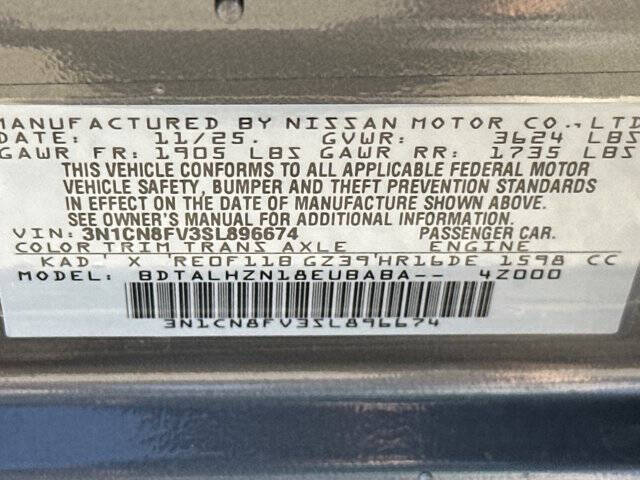 MANUFACTURED BY NISSAN MOTOR CO., LTD
DATE: 11/25. GVWR: 3624 LBS
GAWR FR: 1905 LBS GAWR RR: 1735 LBS
THIS VEHICLE CONFORMS TO ALL APPLICABLE FEDERAL MOTOR
VEHICLE SAFETY, BUMPER AND THEFT PREVENTION STANDARDS
IN EFFECT ON THE DATE OF MANUFACTURE SHOWN ABOVE.
SEE OWNER'S MANUAL FOR ADDITIONAL INFORMATION.
VIN: 3N1CN8FV3SL896674 PASSENGER CAR.
COLOR TRIM TRANS AXLE ENGINE
KAD X RE0F11B GZ39 HR16DE 1598 CC
MODEL: BDTALHZN18EUBABA-- 4Z000
3N1CN8FV3SL896674